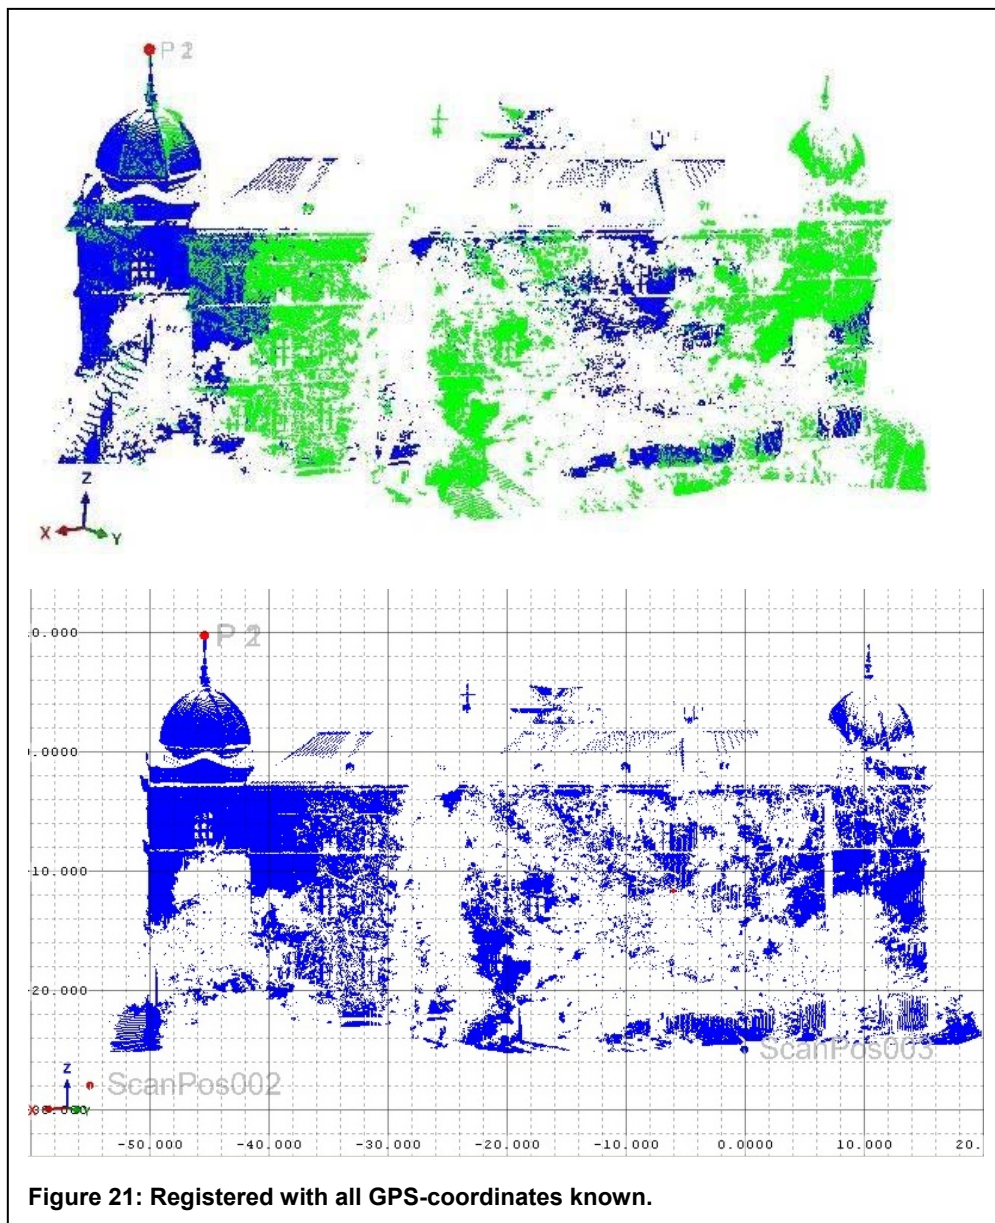 P 2
Z
X
Y
.0.000
P 2
).0000
-10.000
-20.000
ScanPos003
ScanPos002
Z
X
Y
-50.000 -40.000 -30.000 -20.000 -10.000 0.0000 10.000 20.
Figure 21: Registered with all GPS-coordinates known.